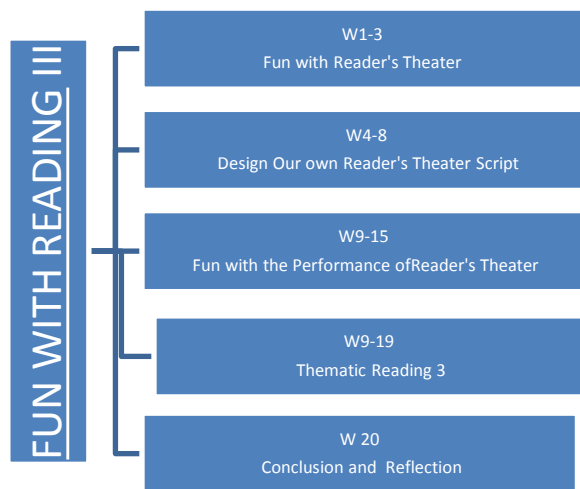 FUN WITH READING III
W1-3
Fun with Reader's Theater
W4-8
Design Our own Reader's Theater Script
W9-15
Fun with the Performance ofReader's Theater
W9-19
Thematic Reading 3
W 20
Conclusion and Reflection